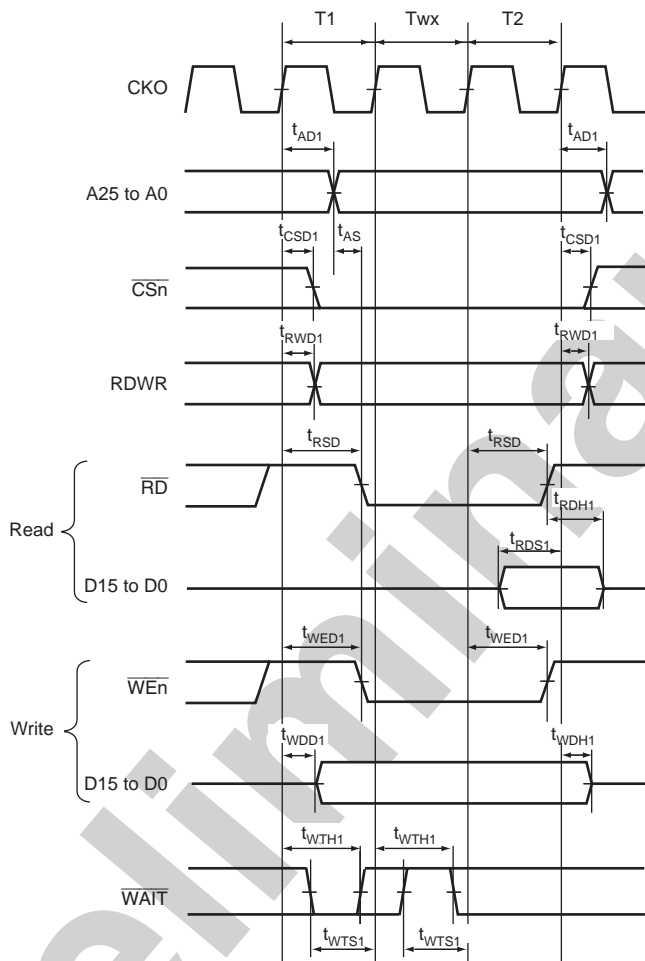 T1 Twx T2
CKO
tAD1 tAD1
A25 to A0
tCSD1 tAS tCSD1
CSn
tRWD1 tRWD1
RDWR
tRSD tRSD
RD
tRDH1
Read
tRDS1
D15 to D0
tWED1 tWED1
WEn
Write
tWDD1 tWDH1
D15 to D0
tWTH1 tWTH1
WAIT
tWTS1 tWTS1
elimina